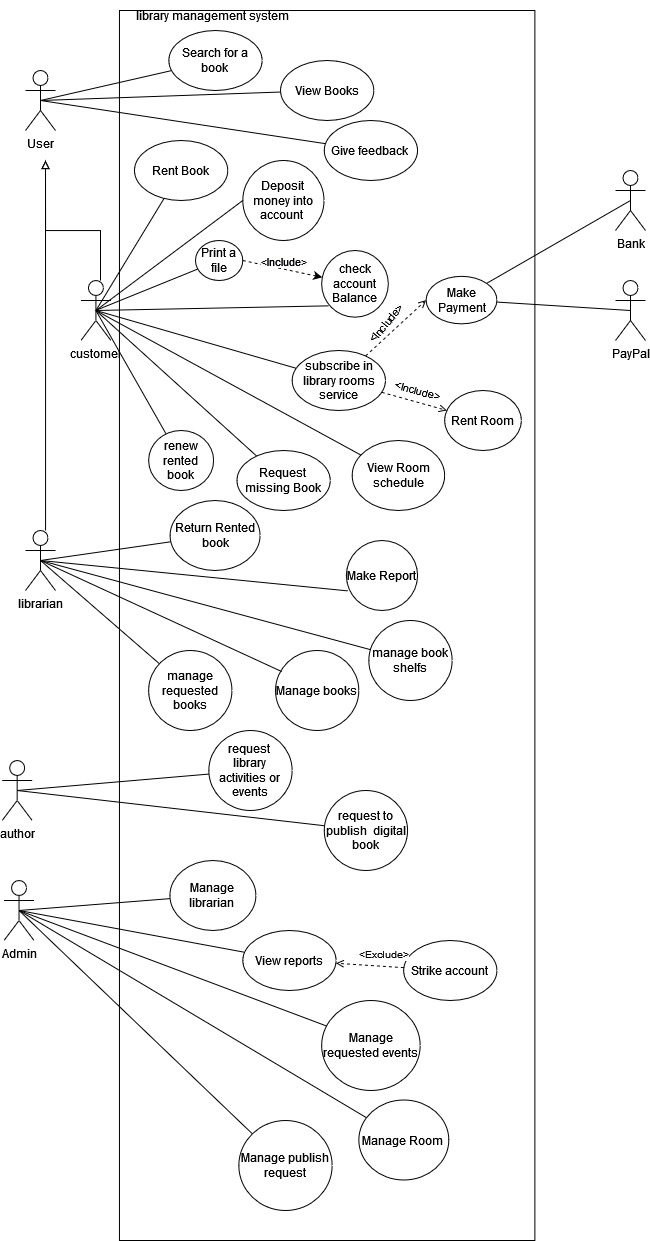 library management system
Search for a
book
View Books
User
Give feedback
Rent Book
Deposit
money into
account
Bank
Print a
file
<Include>
check
account
Balance
Make
Payment
<Include>
custome
PayPal
subscribe in
library rooms
service
<Include>
Rent Room
renew
rented
book
Request
missing Book
View Room
schedule
Return Rented
book
librarian
Make Report
manage book
shelfs
manage
requested
books
Manage books
request
library
activities or
events
author
request to
publish digital
book
Manage
librarian
Admin
View reports
<Exclude>
Strike account
Manage
requested events
Manage Room
Manage publish
request